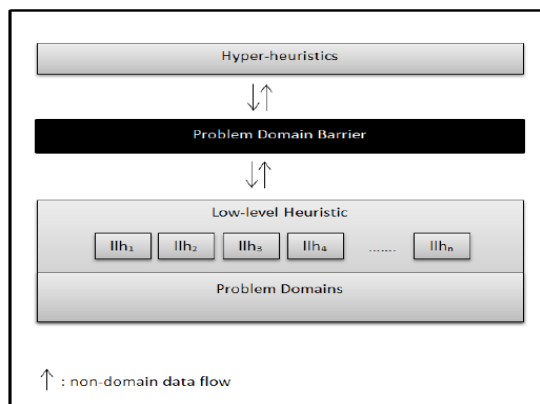 Hyper-heuristics
Problem Domain Barrier
Low-level Heuristic
llh₁ llh₂ llh₃ llh₄ ....... llhₙ
Problem Domains
↑ : non-domain data flow